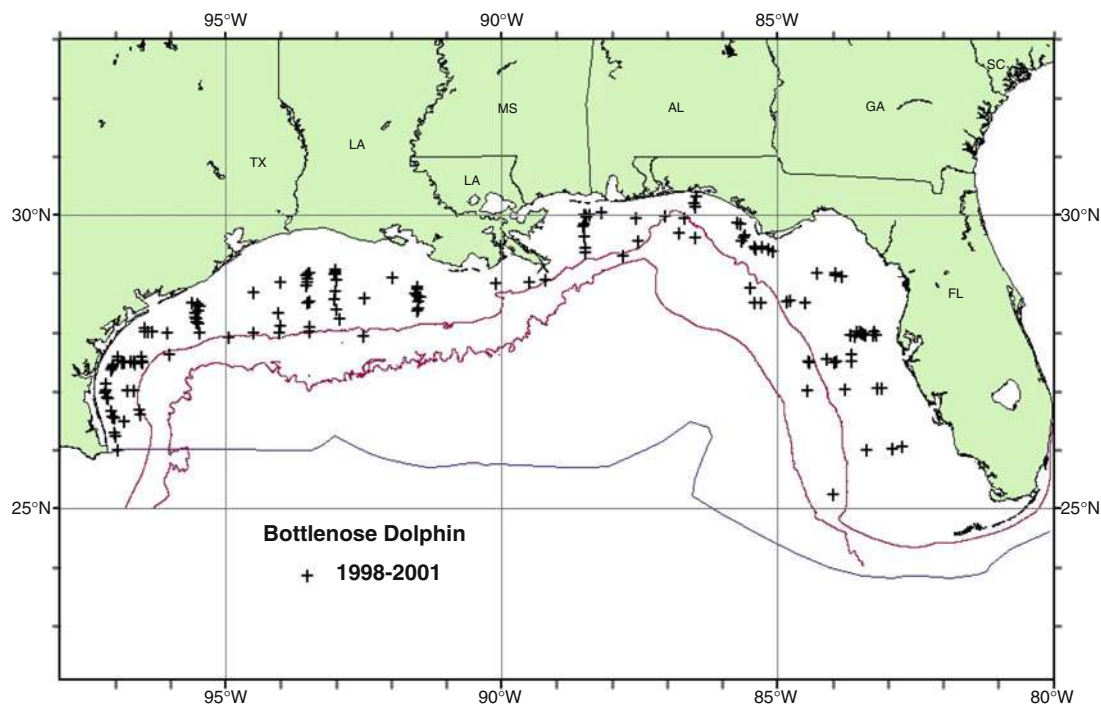 95°W 90°W 85°W
SC
MS AL GA
LA
TX
LA
30°N 30°N
FL
25°N 25°N
Bottlenose Dolphin
+ 1998-2001
95°W 90°W 85°W 80°W